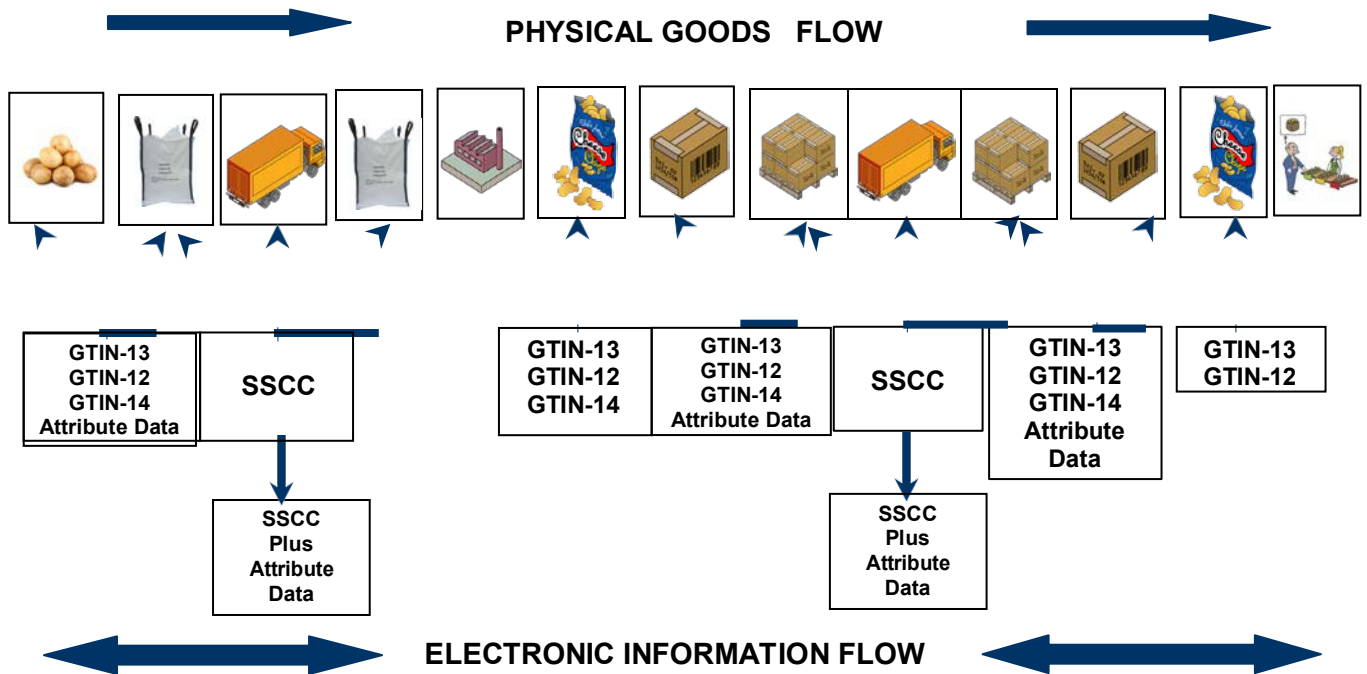 PHYSICAL GOODS FLOW
Cheese
Cheese
GTIN-13
GTIN-12
GTIN-14
Attribute Data
SSCC
GTIN-13
GTIN-12
GTIN-14
GTIN-13
GTIN-12
GTIN-14
Attribute Data
SSCC
GTIN-13
GTIN-12
GTIN-14
Attribute
Data
GTIN-13
GTIN-12
SSCC
Plus
Attribute
Data
SSCC
Plus
Attribute
Data
ELECTRONIC INFORMATION FLOW